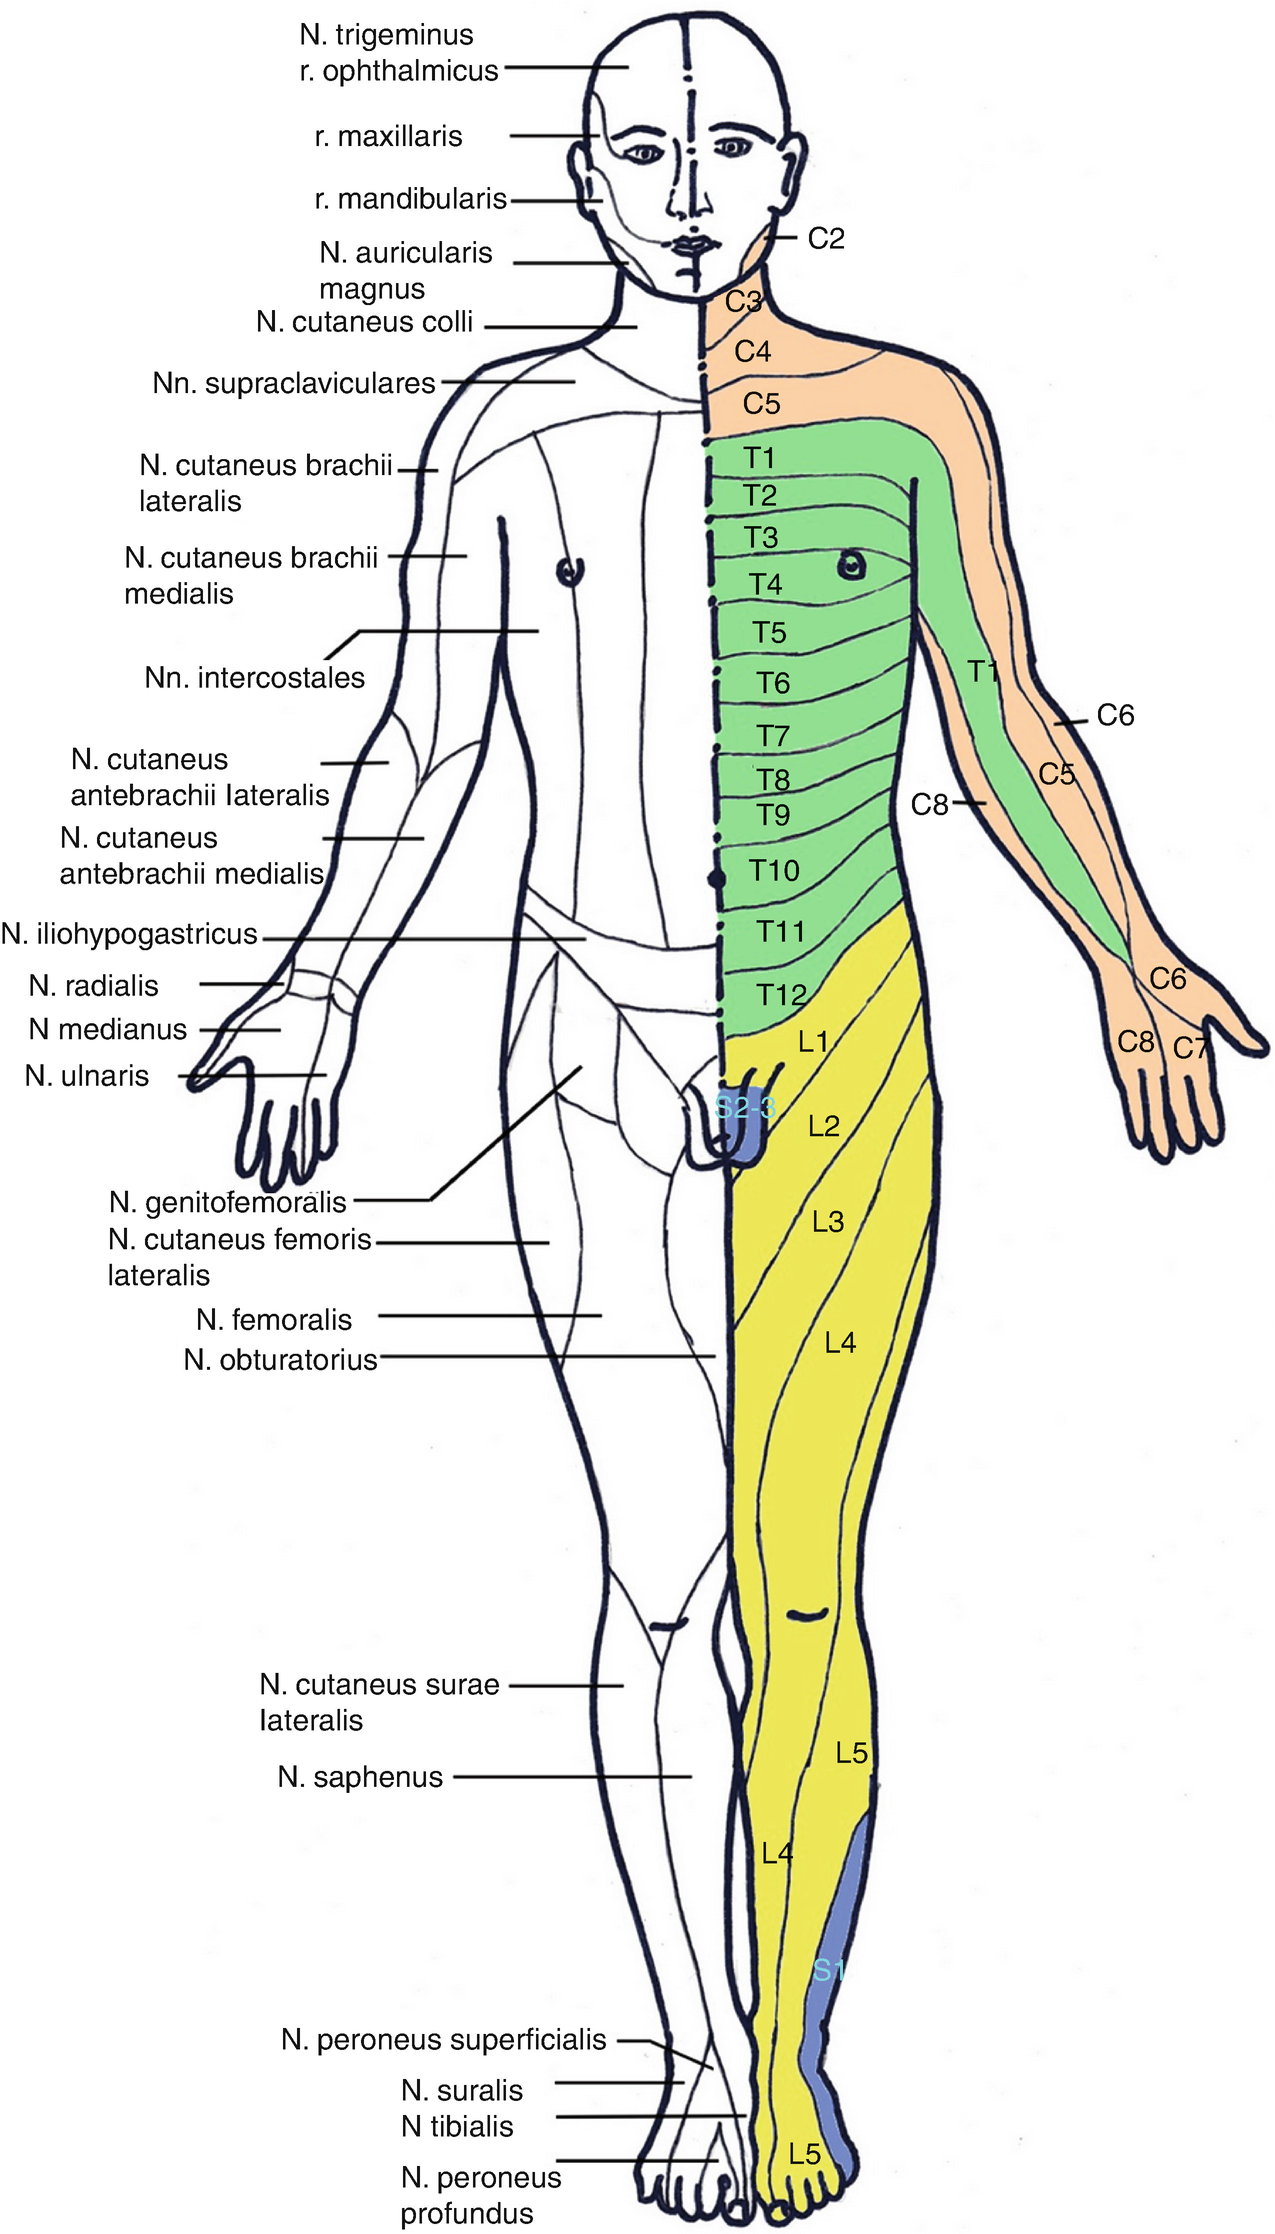 N. trigeminus
r. ophthalmicus
r. maxillaris
r. mandibularis
N. auricularis
magnus
N. cutaneus colli
Nn. supraclaviculares
N. cutaneus brachii
lateralis
N. cutaneus brachii
medialis
Nn. intercostales
N. cutaneus
antebrachii lateralis
N. cutaneus
antebrachii medialis
N. iliohypogastricus
N. radialis
N medianus
N. ulnaris
N. genitofemoralis
N. cutaneus femoris
lateralis
N. femoralis
N. obturatorius
N. cutaneus surae
lateralis
N. saphenus
N. peroneus superficialis
N. suralis
N tibialis
N. peroneus
profundus
C2
C3
C4
C5
T1
T2
T3
T4
T5
T6
T7
T8
T9
T10
T11
T12
T1
C6
C5
C8
C6
C8
C7
L1
S2-3
L2
L3
L4
L5
L4
S1
L5